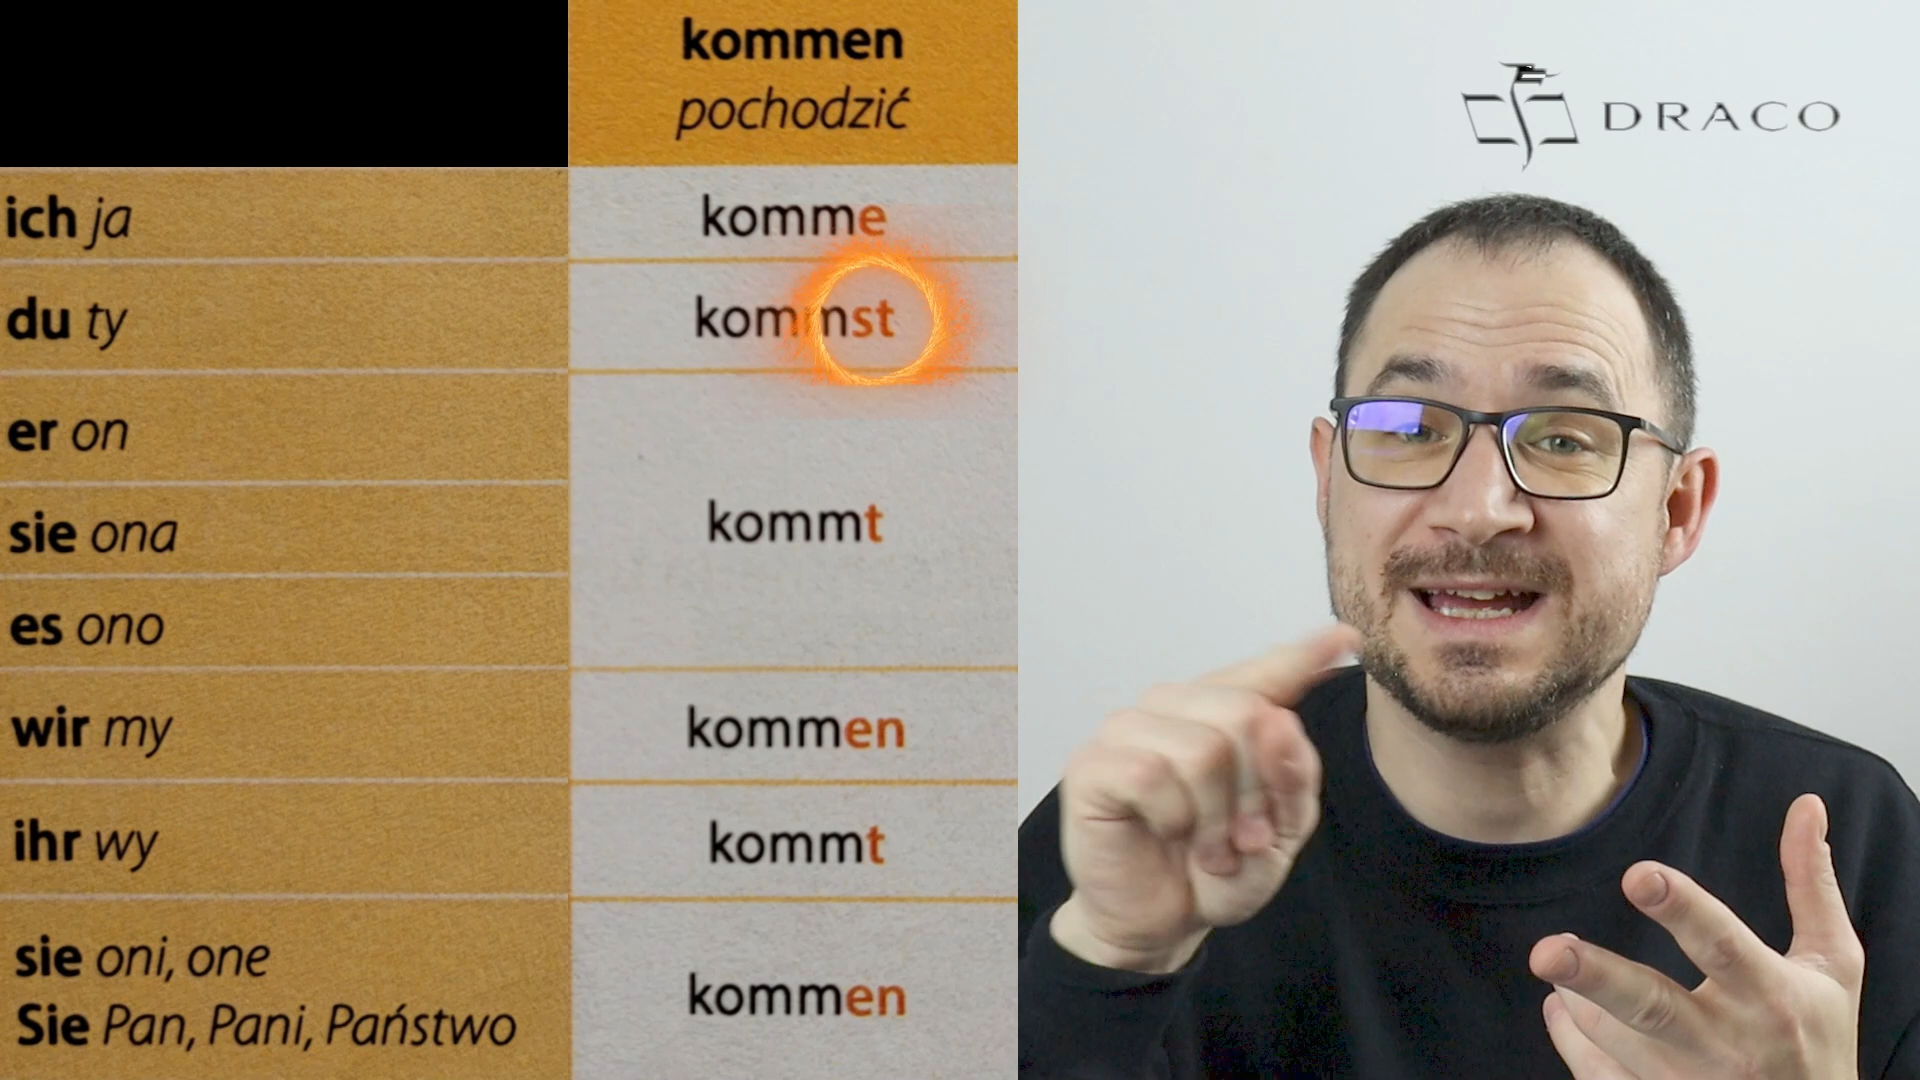 kommen
pochodzić
ich ja
komme
du ty
kommst
er on
sie ona
kommt
es ono
wir my
kommen
ihr wy
kommt
sie oni, one
Sie Pan, Pani, Państwo
kommen
DRACO